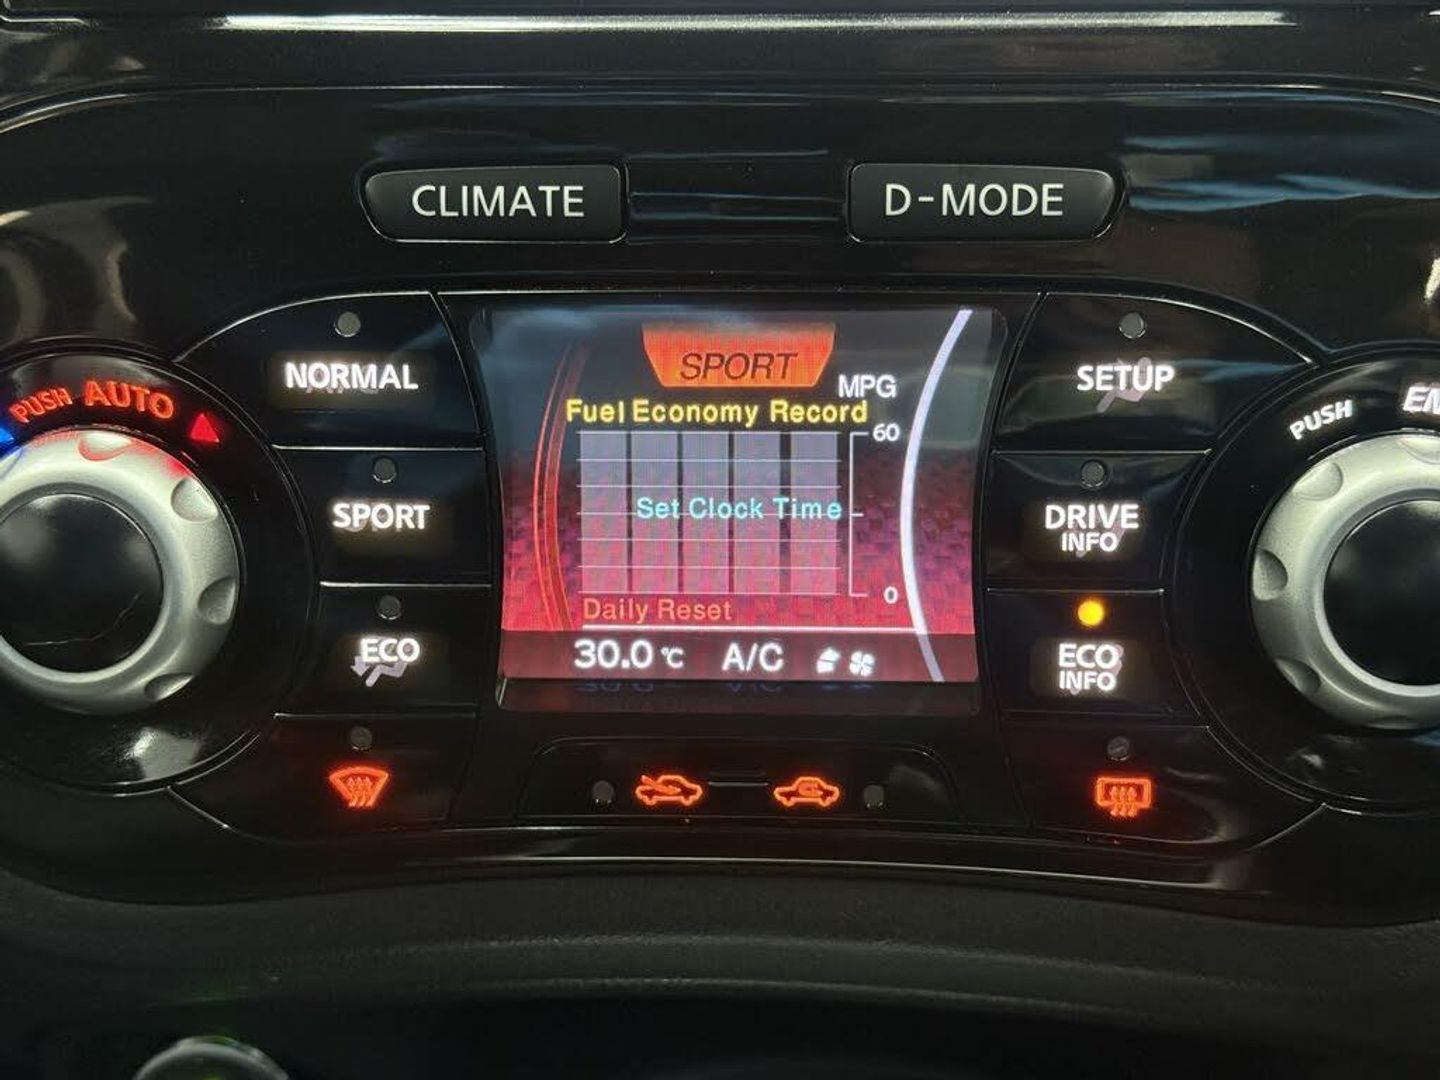 CLIMATE
D-MODE
NORMAL
SPORT
MPG
SETUP
PUSH AUTO
Fuel Economy Record
60
PUSH
SPORT
Set Clock Time
DRIVE
INFO
0
Daily Reset
ECO
30.0 °C A/C
ECO
INFO